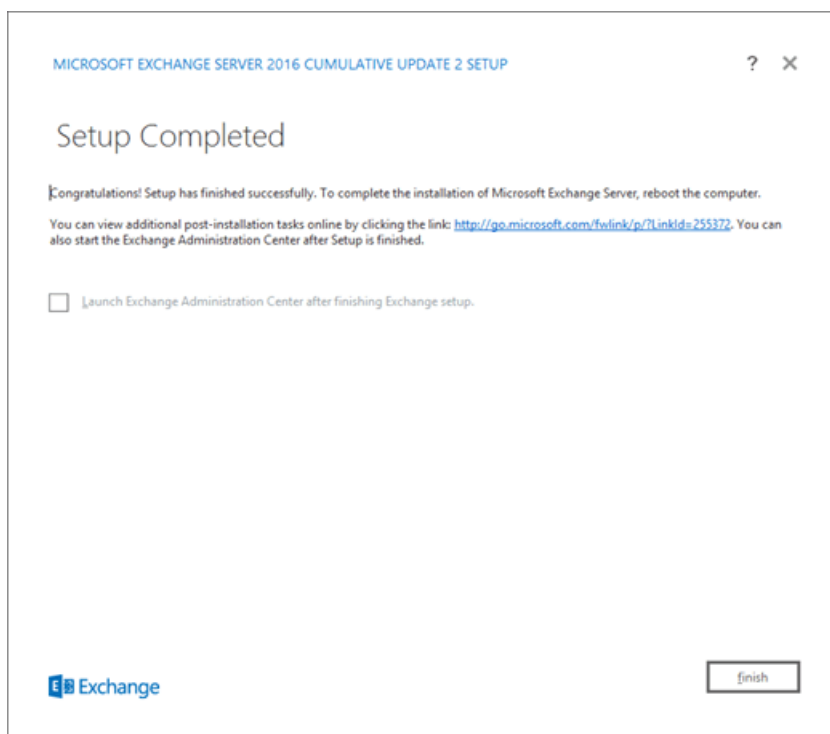 MICROSOFT EXCHANGE SERVER 2016 CUMULATIVE UPDATE 2 SETUP
? ×
Setup Completed
Congratulations! Setup has finished successfully. To complete the installation of Microsoft Exchange Server, reboot the computer.
You can view additional post-installation tasks online by clicking the link: http://go.microsoft.com/fwlink/p/?LinkId=255372. You can
also start the Exchange Administration Center after Setup is finished.
Launch Exchange Administration Center after finishing Exchange setup.
E Exchange
finish